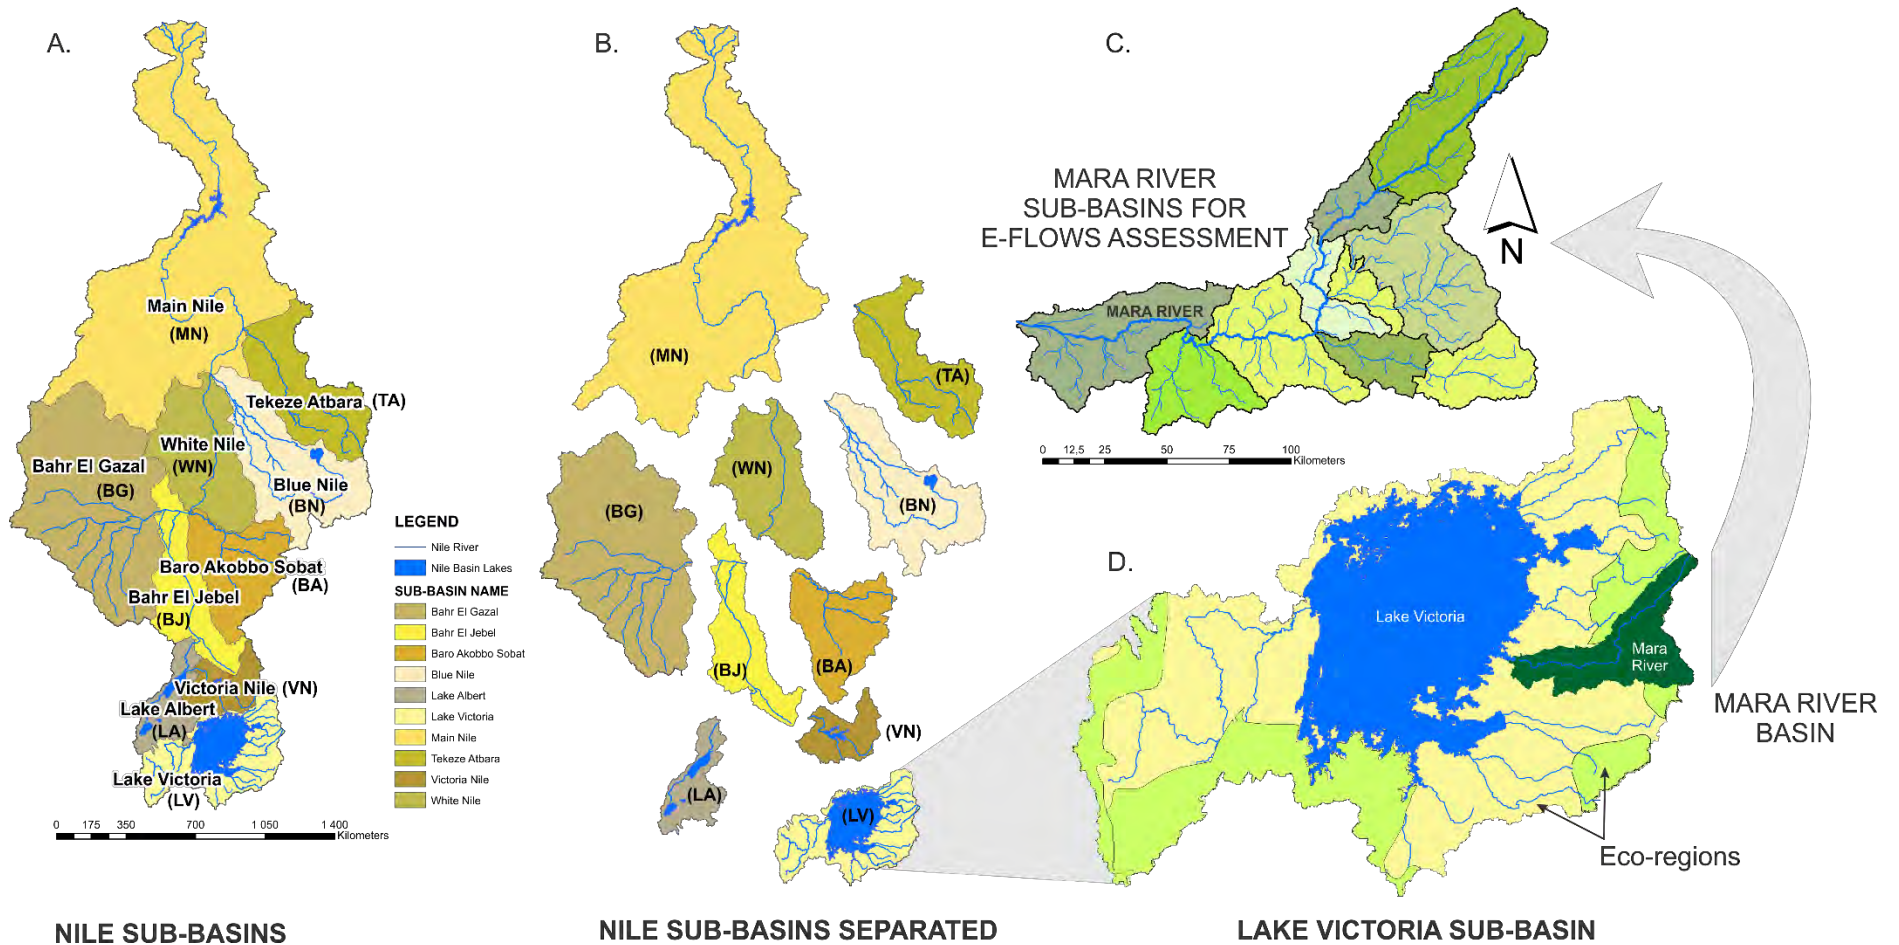 A.
Main Nile
(MN)
Tekeze Atbara (TA)
White Nile
(WN)
Bahr El Gazal
(BG)
Blue Nile
(BN)
Baro Akobbo Sobat
(BA)
Bahr El Jebel
(BJ)
Victoria Nile (VN)
Lake Albert
(LA)
Lake Victoria
(LV)
0 175 350 700 1 050 1 400
Kilometers
NILE SUB-BASINS
LEGEND
Nile River
Nile Basin Lakes
SUB-BASIN NAME
Bahr El Gazal
Bahr El Jebel
Baro Akobbo Sobat
Blue Nile
Lake Albert
Lake Victoria
Main Nile
Tekeze Atbara
Victoria Nile
White Nile
B.
(MN)
(TA)
(WN)
(BG)
(BN)
(BJ)
(BA)
(VN)
(LA)
(LV)
NILE SUB-BASINS SEPARATED
C.
MARA RIVER
SUB-BASINS FOR
E-FLOWS ASSESSMENT
N
MARA RIVER
0 12,5 25 50 75 100
Kilometers
D.
Lake Victoria
Mara
River
MARA RIVER
BASIN
Eco-regions
LAKE VICTORIA SUB-BASIN